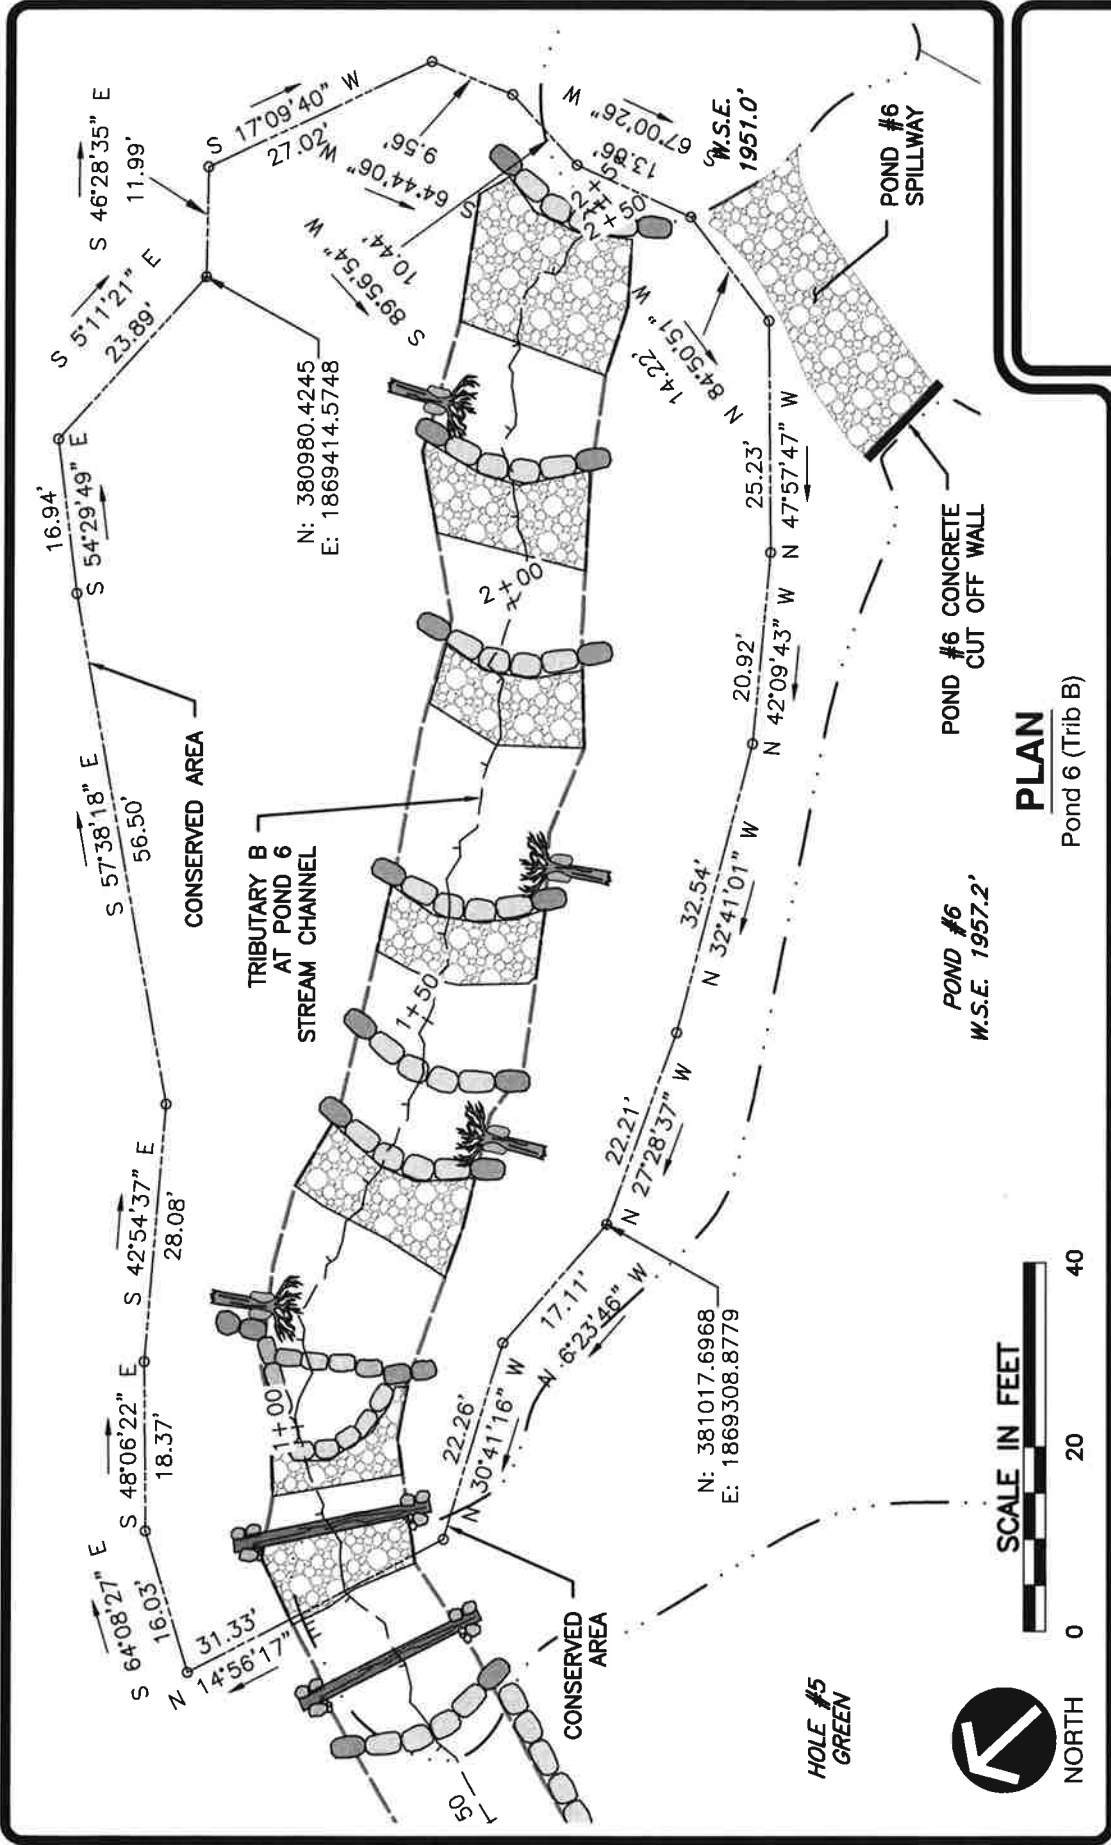 S 64°08'27" E
16.03'
S 48°06'22" E
18.37'
S 42°54'37" E
28.08'
S 57°38'18" E
56.50'
16.94'
S 54°29'49" E
S 5°11'21" E
23.89'
S 46°28'35" E
11.99'
S 17°09'40" W
27.02'
S 64°44'06" W
9.56'
S 89°56'54" W
10.44'
S 67°00'26" W
13.86'
N 84°50'51" W
14.22'
25.23'
N 47°57'47" W
20.92'
N 42°09'43" W
32.54'
N 32°41'01" W
22.21'
N 27°28'37" W
17.11'
N 6°23'46" W
22.26'
N 30°41'16" W
31.33'
N 14°56'17" W
CONSERVED AREA
N: 380980.4245
E: 1869414.5748
TRIBUTARY B
AT POND 6
STREAM CHANNEL
50
1+00
1+50
2+00
2+50
W.S.E.
1951.0'
POND #6
SPILLWAY
POND #6 CONCRETE
CUT OFF WALL
N: 381017.6968
E: 1869308.8779
CONSERVED
AREA
HOLE #5
GREEN
POND #6
W.S.E. 1957.2'
PLAN
Pond 6 (Trib B)
SCALE IN FEET
0 20 40
NORTH